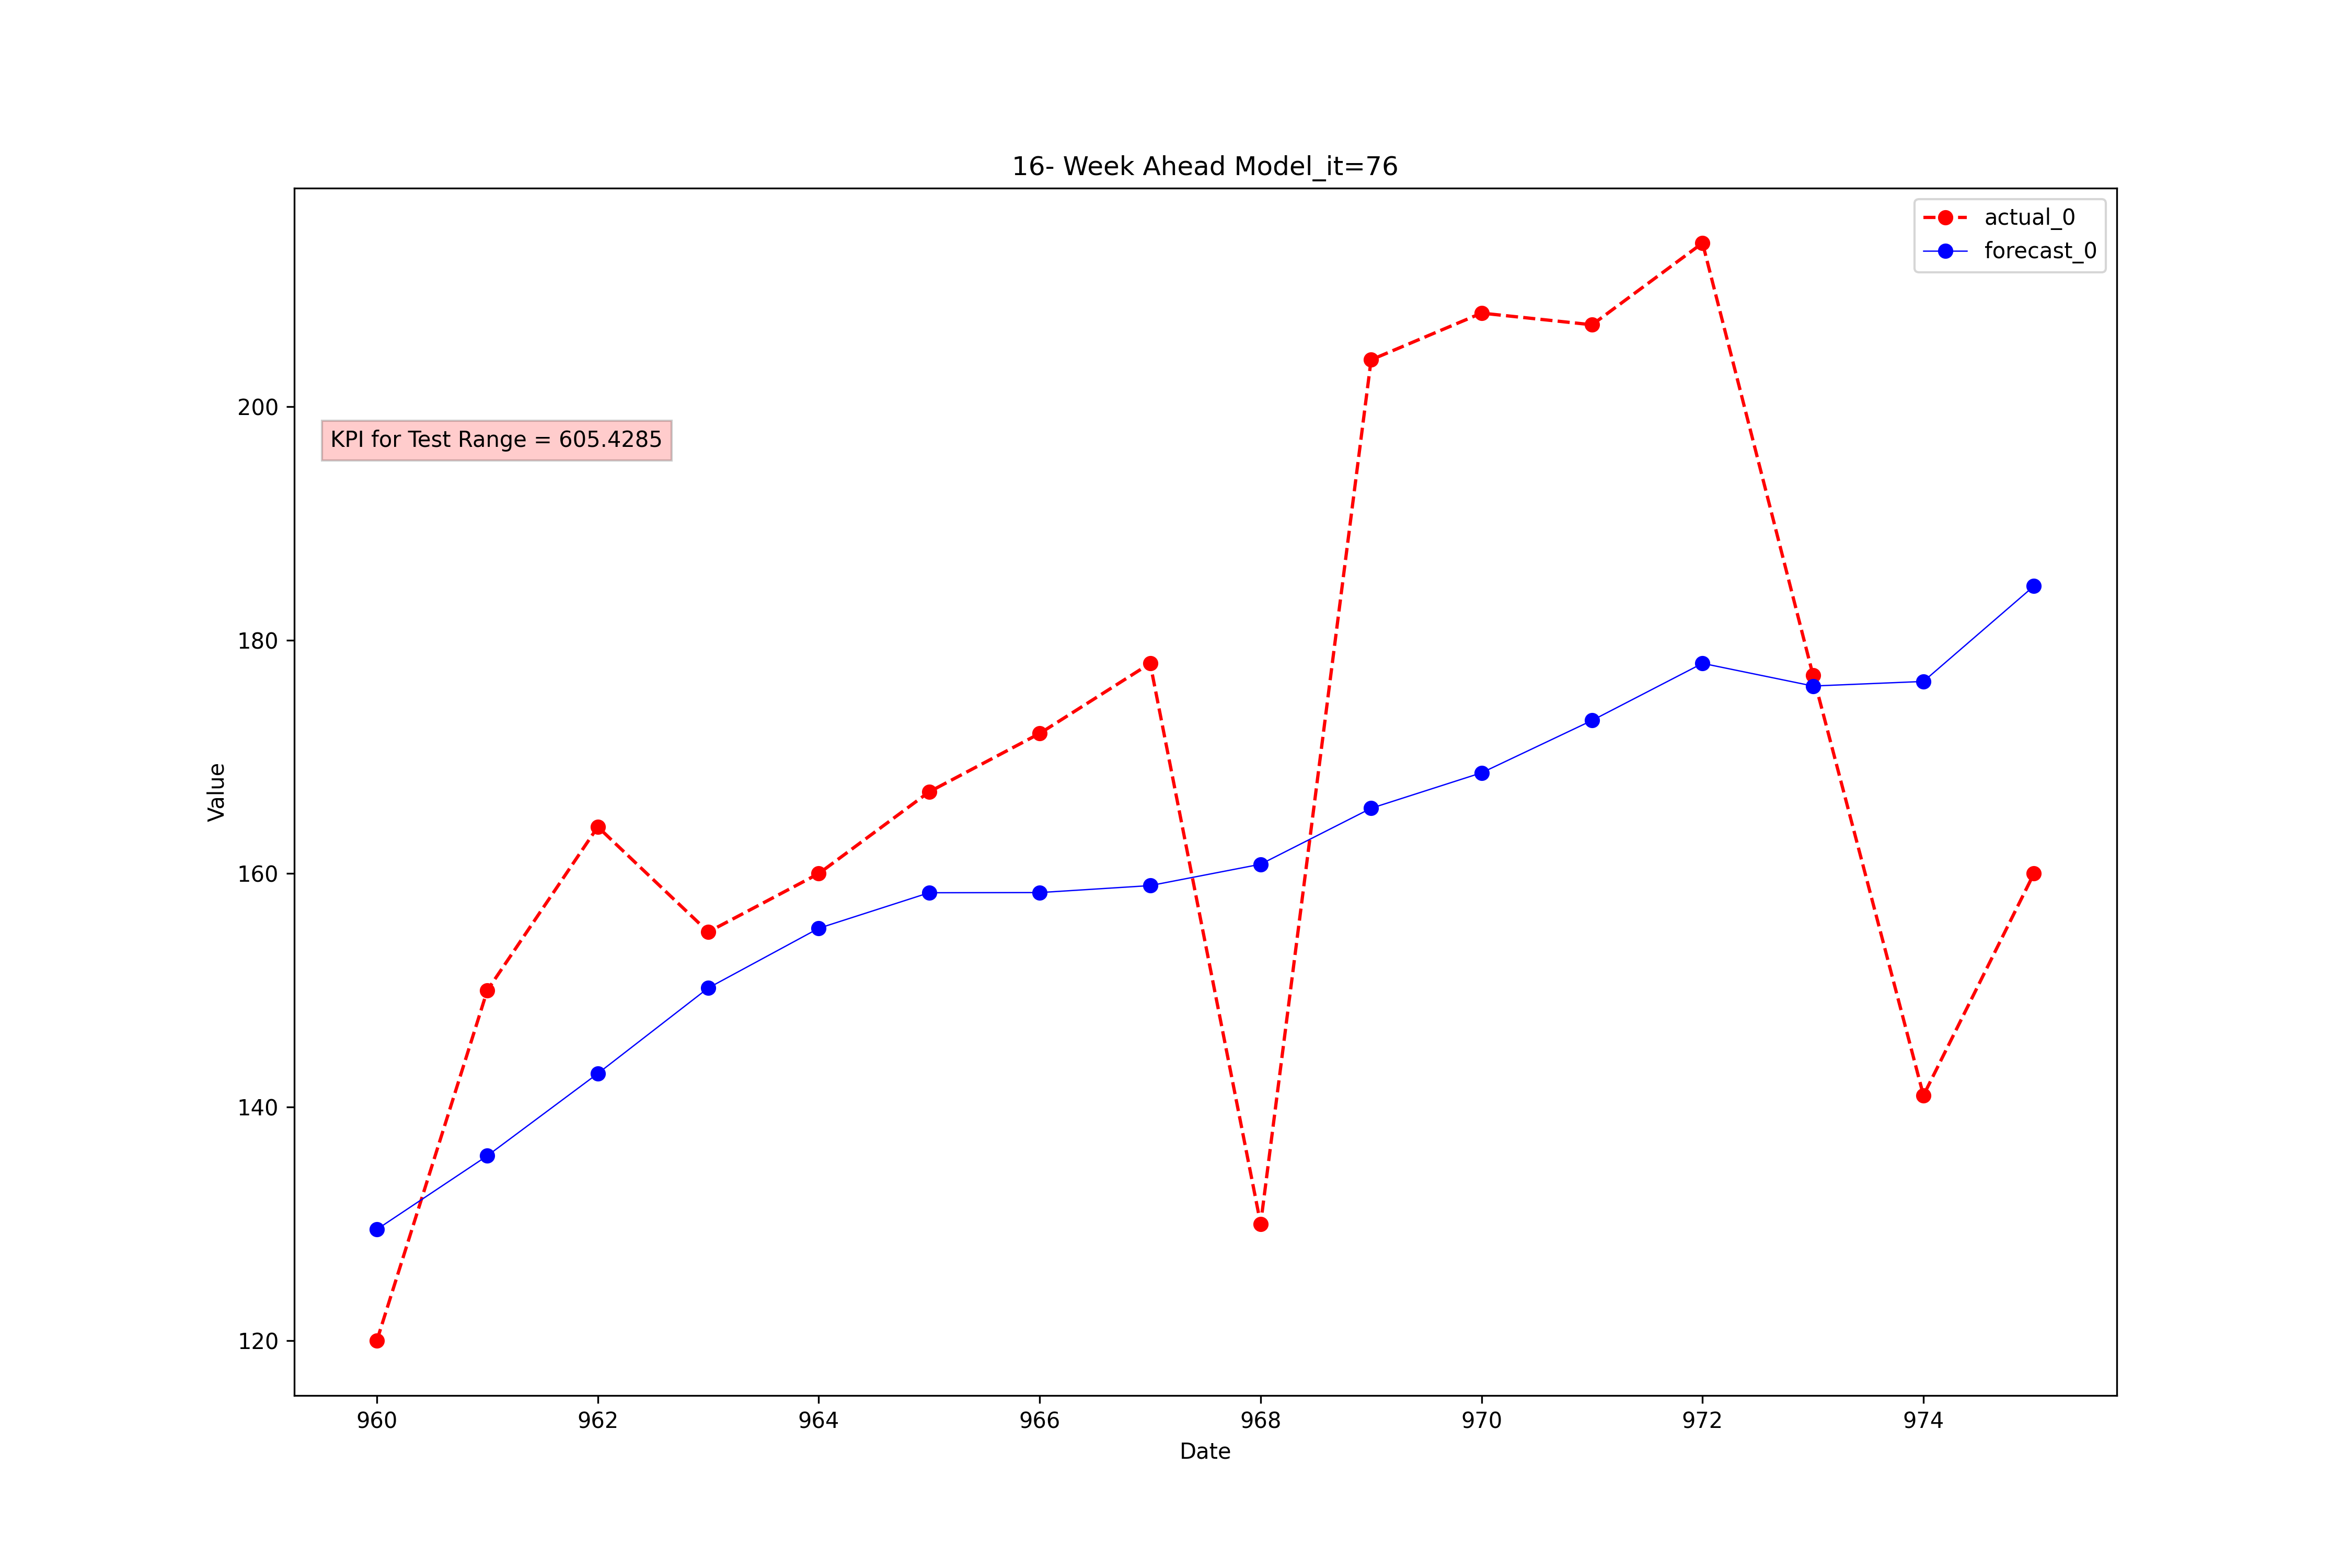 16- Week Ahead Model_it=76
actual_0
forecast_0
KPI for Test Range = 605.4285
200
180
160
140
120
Value
960 962 964 966 968 970 972 974
Date